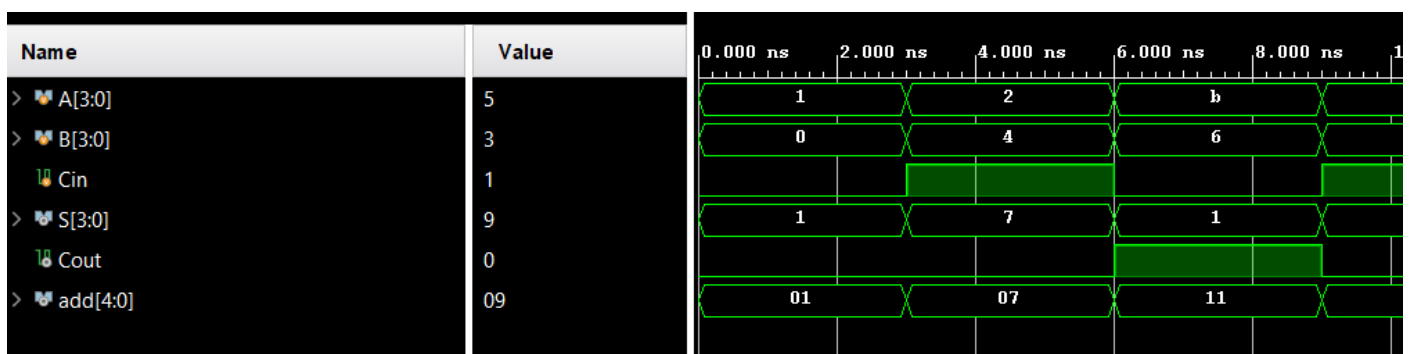 Name Value 0.000 ns 2.000 ns 4.000 ns 6.000 ns 8.000 ns 1
> A[3:0] 5 1 2 b
> B[3:0] 3 0 4 6
Cin 1
> S[3:0] 9 1 7 1
Cout 0
> add[4:0] 09 01 07 11